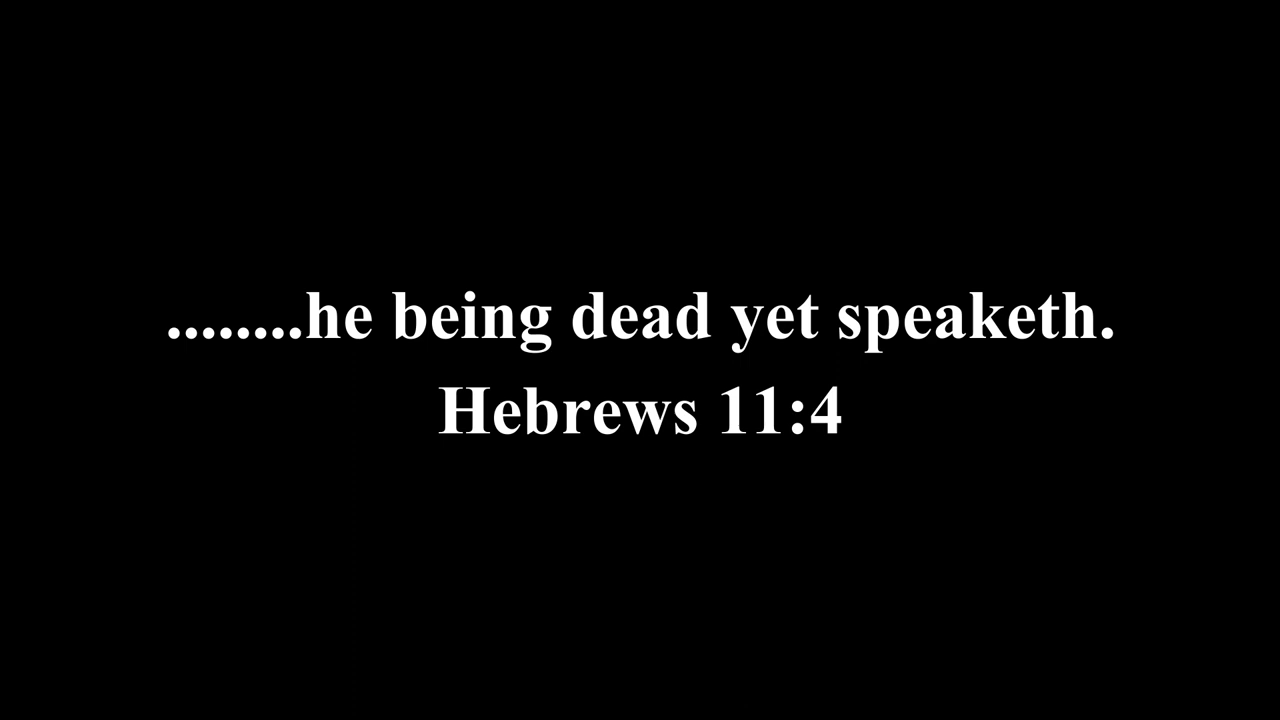 ........he being dead yet speaketh.
Hebrews 11:4